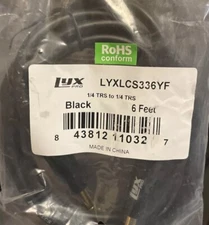 RoHS
conform
LUX
PRO
LYXLCS336YF
1/4 TRS to 1/4 TRS
Black 6 Feet
8 43812 11032 7
MADE IN CHINA